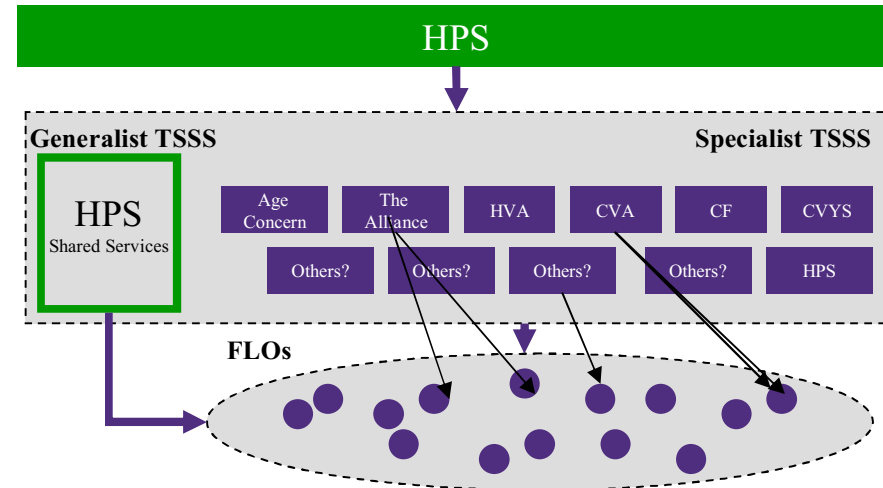 HPS
Generalist TSSS
Specialist TSSS
HPS
Shared Services
Age
Concern
The
Alliance
HVA
CVA
CF
CVYS
Others?
Others?
Others?
Others?
HPS
FLOs